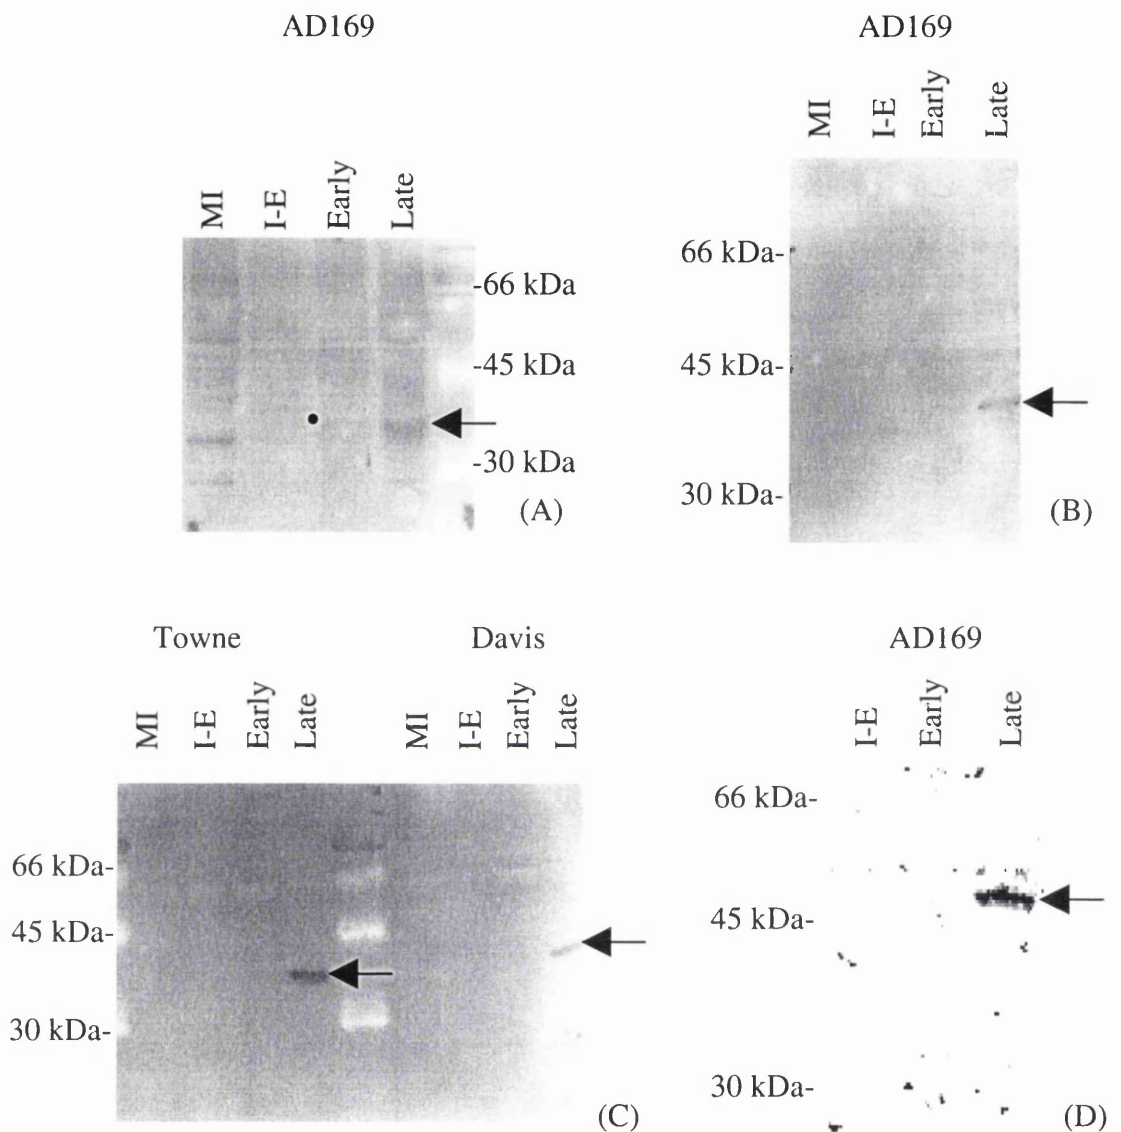 AD169
MI I-E Early Late
-66 kDa
-45 kDa
-30 kDa
(A)
AD169
MI I-E Early Late
66 kDa-
45 kDa-
30 kDa-
(B)
Towne Davis
MI I-E Early Late MI I-E Early Late
66 kDa-
45 kDa-
30 kDa-
(C)
AD169
I-E Early Late
66 kDa-
45 kDa-
30 kDa-
(D)